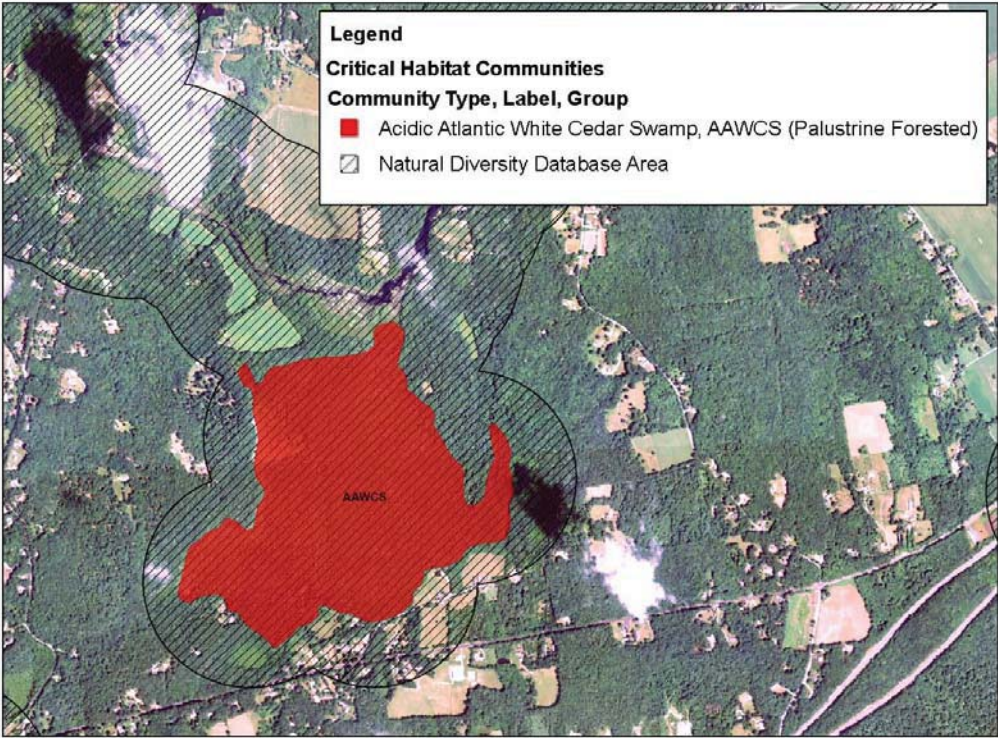 Legend
Critical Habitat Communities
Community Type, Label, Group
Acidic Atlantic White Cedar Swamp, AAWCS (Palustrine Forested)
Natural Diversity Database Area
AAWCS